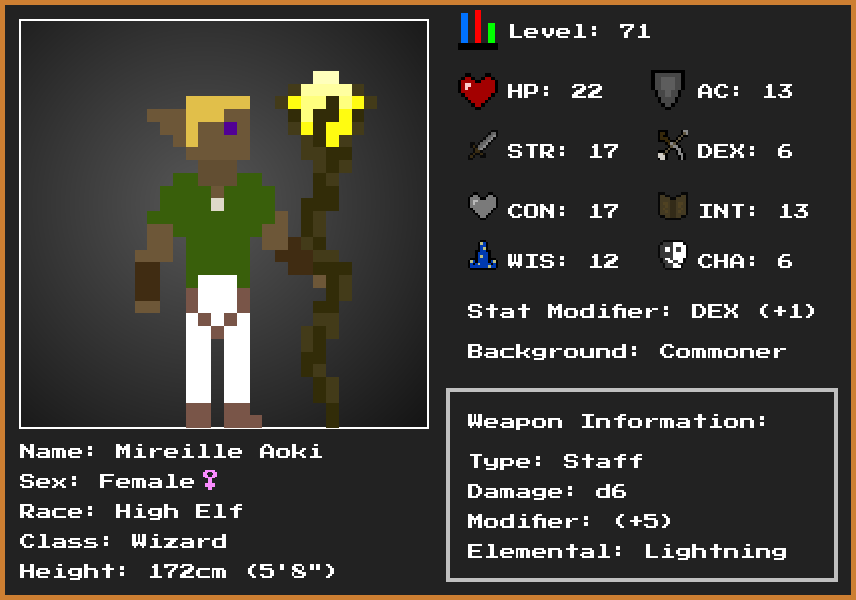 Level: 71
HP: 22 AC: 13
STR: 17 DEX: 6
CON: 17 INT: 13
WIS: 12 CHA: 6
Stat Modifier: DEX (+1)
Background: Commoner
Weapon Information:
Type: Staff
Damage: d6
Modifier: (+5)
Elemental: Lightning
Name: Mireille Aoki
Sex: Female♀
Race: High Elf
Class: Wizard
Height: 172cm (5'8")